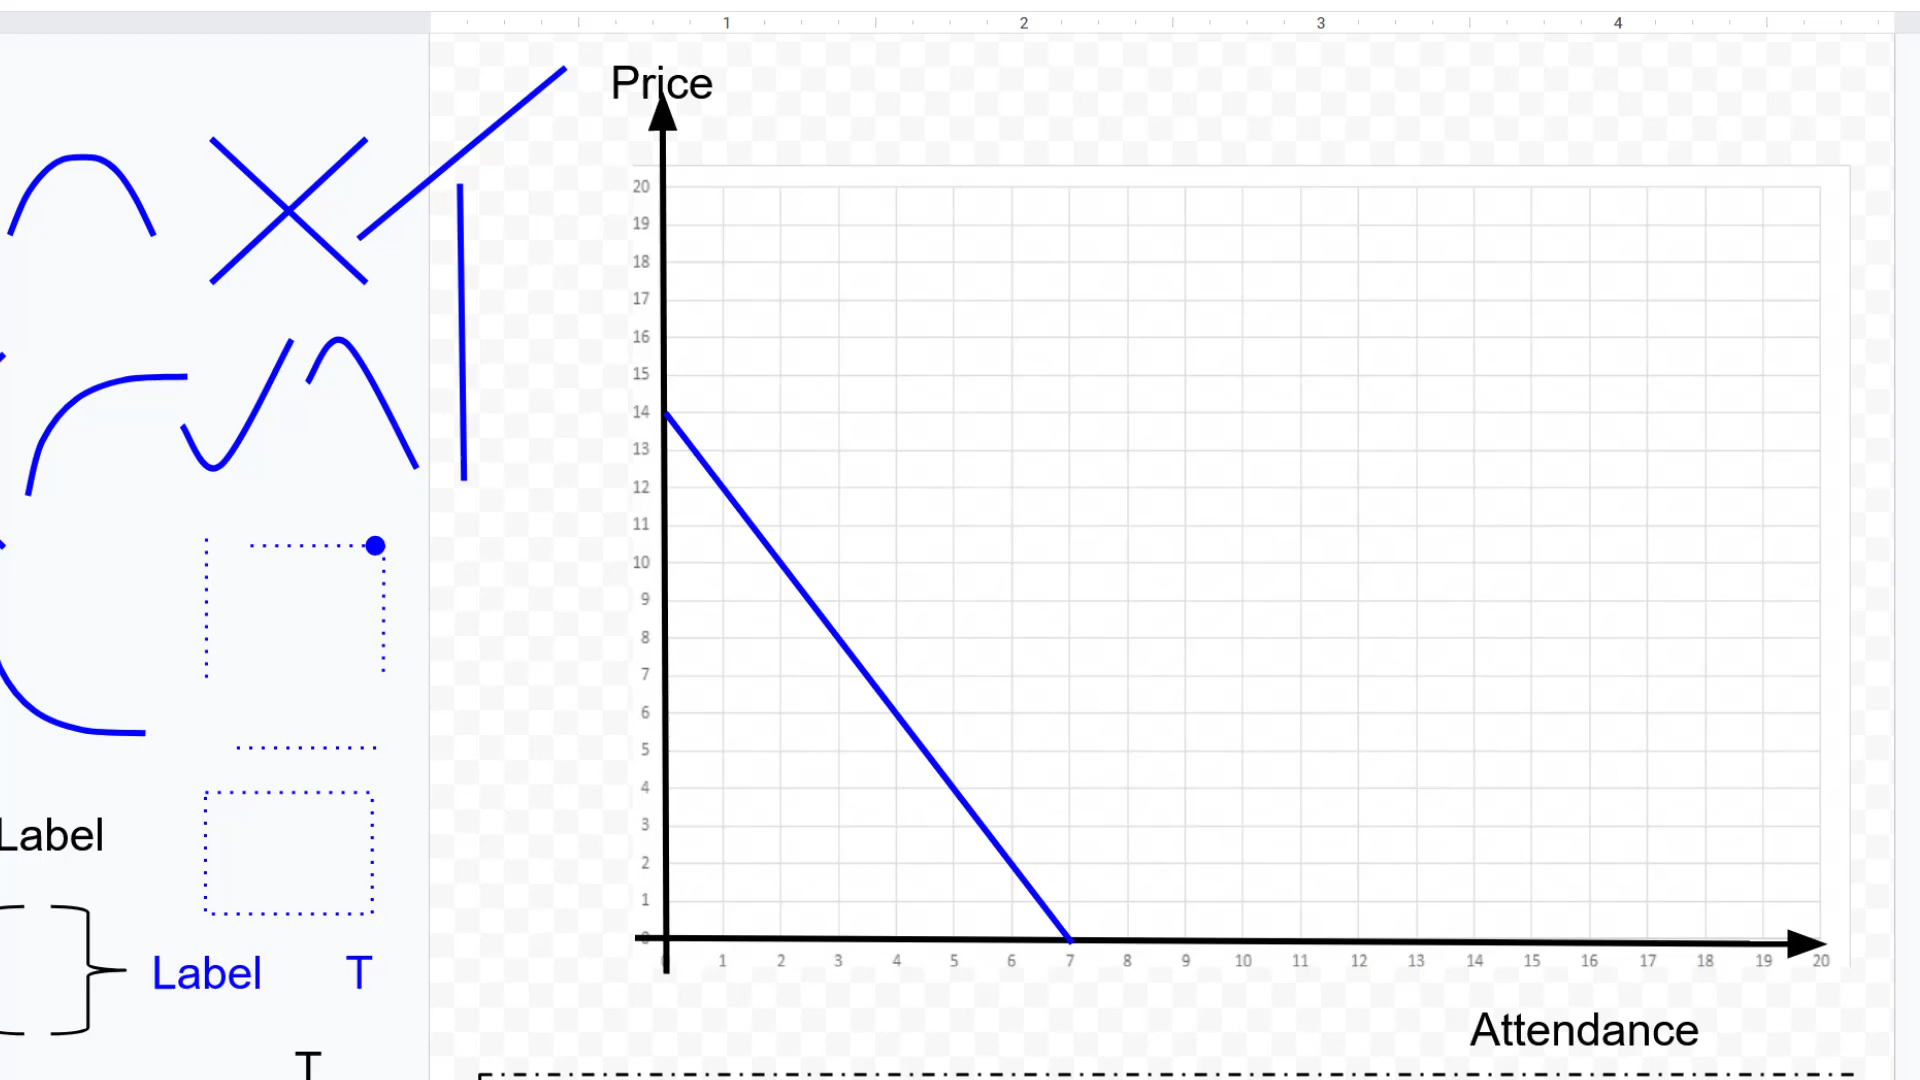 1 2 3 4
Price
20
19
18
17
16
15
14
13
12
11
10
9
8
7
6
5
4
3
2
1
1 2 3 4 5 6 7 8 9 10 11 12 13 14 15 16 17 18 19 20
Attendance
Label
Label T
T